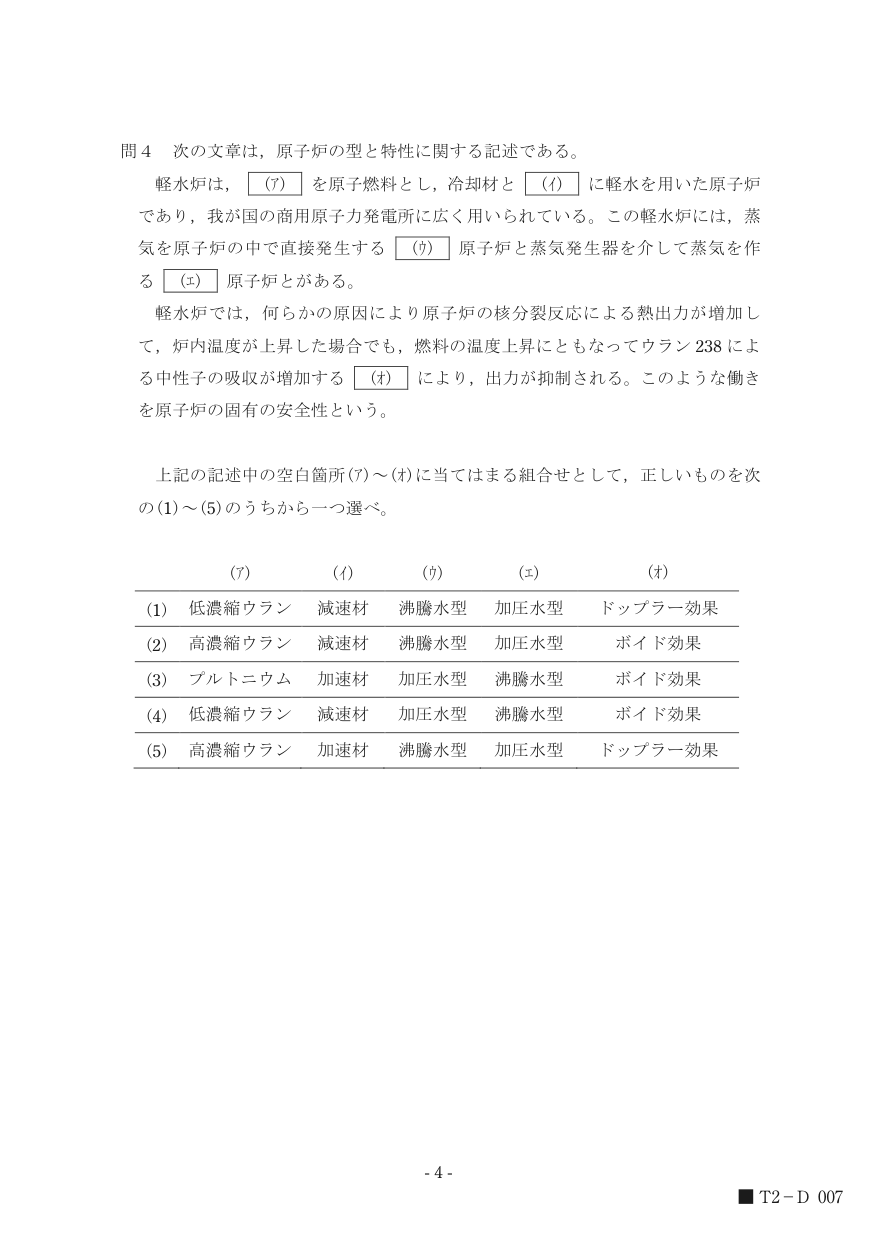 問４　次の文章は，原子炉の型と特性に関する記述である。
軽水炉は， (ｱ) を原子燃料とし，冷却材と (ｲ) に軽水を用いた原子炉
であり，我が国の商用原子力発電所に広く用いられている。この軽水炉には，蒸
気を原子炉の中で直接発生する (ｳ) 原子炉と蒸気発生器を介して蒸気を作
る (ｴ) 原子炉とがある。
軽水炉では，何らかの原因により原子炉の核分裂反応による熱出力が増加し
て，炉内温度が上昇した場合でも，燃料の温度上昇にともなってウラン 238 によ
る中性子の吸収が増加する (ｵ) により，出力が抑制される。このような働き
を原子炉の固有の安全性という。
上記の記述中の空白箇所(ｱ)～(ｵ)に当てはまる組合せとして，正しいものを次
の(1)～(5)のうちから一つ選べ。
(ｱ) (ｲ) (ｳ) (ｴ) (ｵ)
(1) 低濃縮ウラン 減速材 沸騰水型 加圧水型 ドップラー効果
(2) 高濃縮ウラン 減速材 沸騰水型 加圧水型 ボイド効果
(3) プルトニウム 加速材 加圧水型 沸騰水型 ボイド効果
(4) 低濃縮ウラン 減速材 加圧水型 沸騰水型 ボイド効果
(5) 高濃縮ウラン 加速材 沸騰水型 加圧水型 ドップラー効果
- 4 -
■ T2－D 007